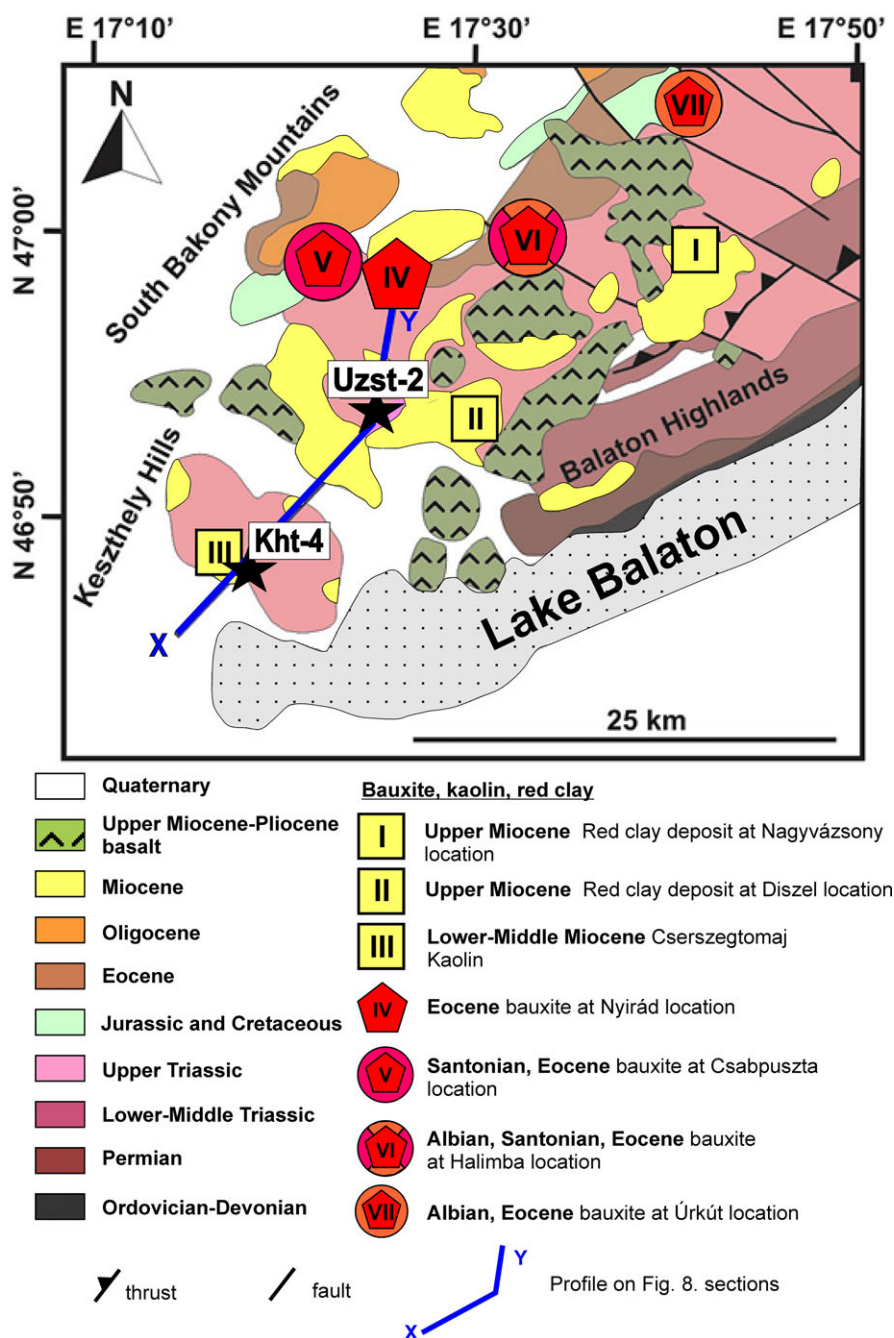 E 17°10’ E 17°30’ E 17°50’
N
VII
South Bakony Mountains
N 47°00’
V
IV
VI
I
Y
Uzst-2
II
Balaton Highlands
Keszthely Hills
N 46°50’
III
Kht-4
Lake Balaton
X
25 km
Quaternary
Upper Miocene-Pliocene
basalt
Miocene
Oligocene
Eocene
Jurassic and Cretaceous
Upper Triassic
Lower-Middle Triassic
Permian
Ordovician-Devonian
Bauxite, kaolin, red clay
I
Upper Miocene Red clay deposit at Nagyvázsony
location
II
Upper Miocene Red clay deposit at Diszel location
III
Lower-Middle Miocene Cserszegtomaj
Kaolin
IV
Eocene bauxite at Nyirád location
V
Santonian, Eocene bauxite at Csabpuszta
location
VI
Albian, Santonian, Eocene bauxite
at Halimba location
VII
Albian, Eocene bauxite at Úrkút location
thrust
fault
X
Y
Profile on Fig. 8. sections